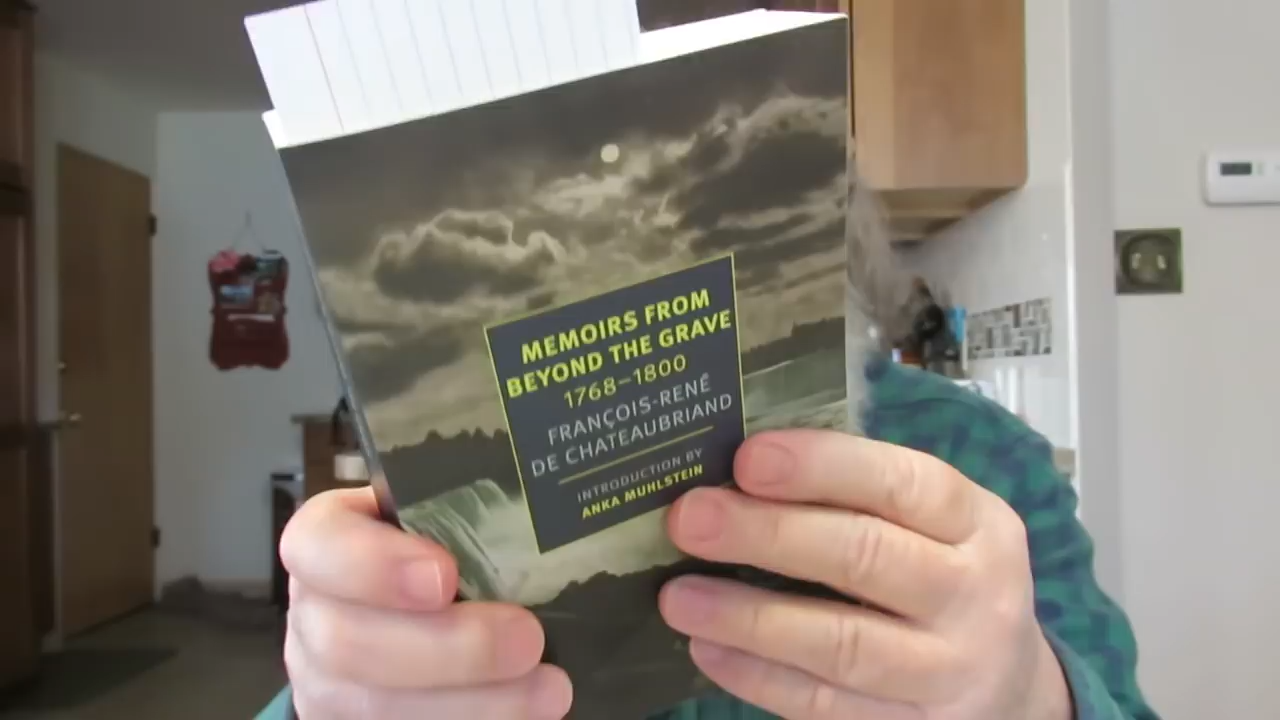 MEMOIRS FROM
BEYOND THE GRAVE
1768–1800
FRANÇOIS-RENÉ
DE CHATEAUBRIAND
INTRODUCTION BY
ANKA MUHLSTEIN